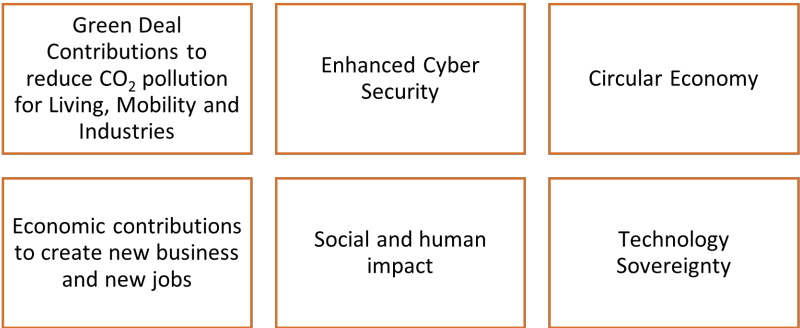 Green Deal
Contributions to
reduce CO₂ pollution
for Living, Mobility and
Industries
Enhanced Cyber
Security
Circular Economy
Economic contributions
to create new business
and new jobs
Social and human
impact
Technology
Sovereignty